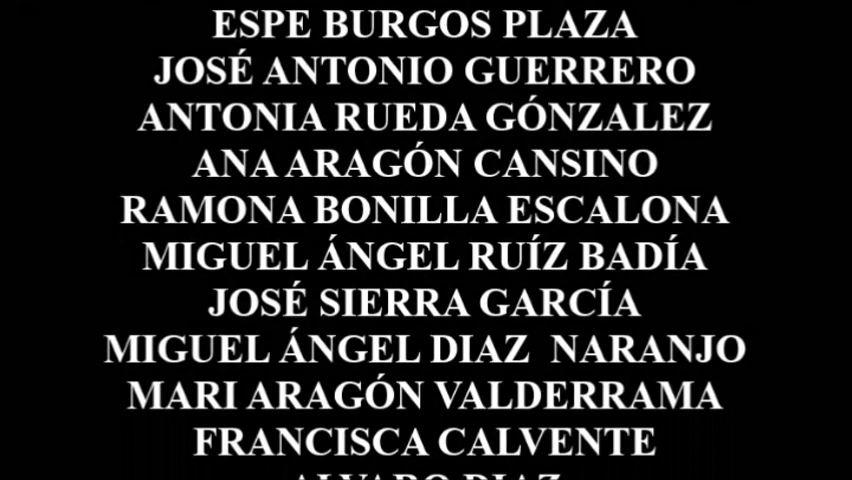 ESPE BURGOS PLAZA
JOSÉ ANTONIO GUERRERO
ANTONIA RUEDA GÓNZALEZ
ANA ARAGÓN CANSINO
RAMONA BONILLA ESCALONA
MIGUEL ÁNGEL RUÍZ BADÍA
JOSÉ SIERRA GARCÍA
MIGUEL ÁNGEL DIAZ  NARANJO
MARI ARAGÓN VALDERRAMA
FRANCISCA CALVENTE
ALVARO DIAZ